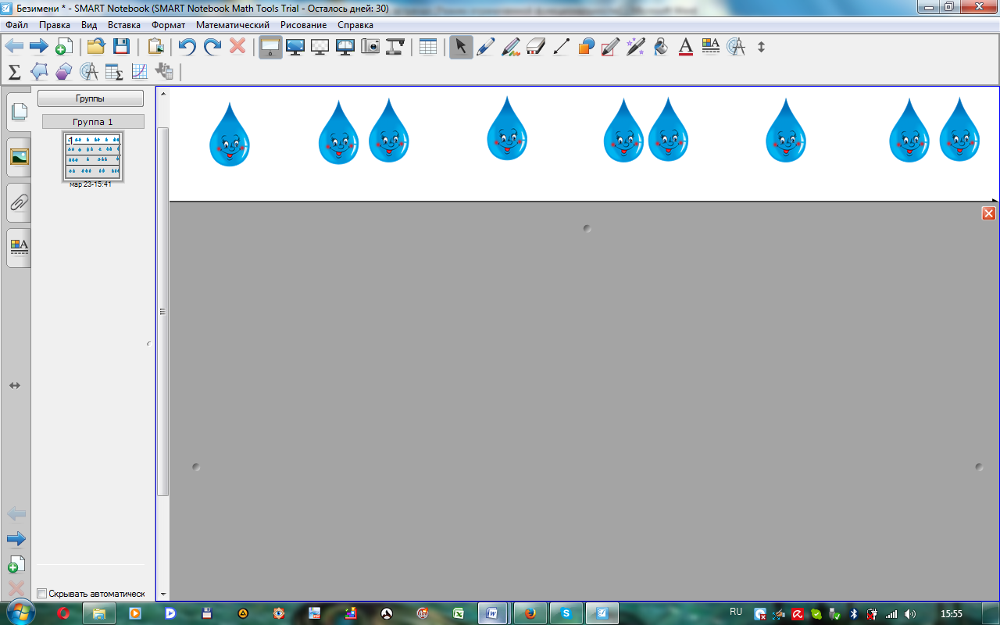 Безимени * - SMART Notebook (SMART Notebook Math Tools Trial - Осталось дней: 30)
Файл Правка Вид Вставка Формат Математический Рисование Справка
Группы
Группа 1
1
мар 23-15:41
Скрывать автоматическ
RU
15:55